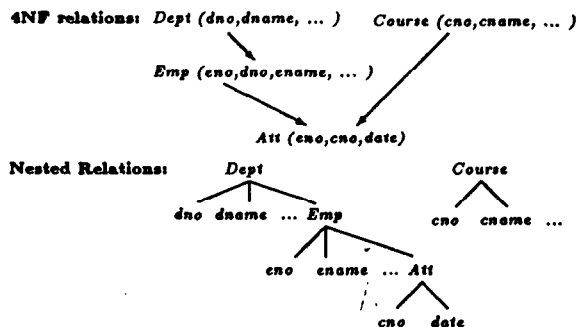 4NF relations: Dept (dno,dname, ... ) Course (cno,cname, ... )
Emp (eno,dno,ename, ... )
Att (eno,cno,date)
Nested Relations: Dept Course
dno dname ... Emp cno cname ...
eno ename ... Att
cno date